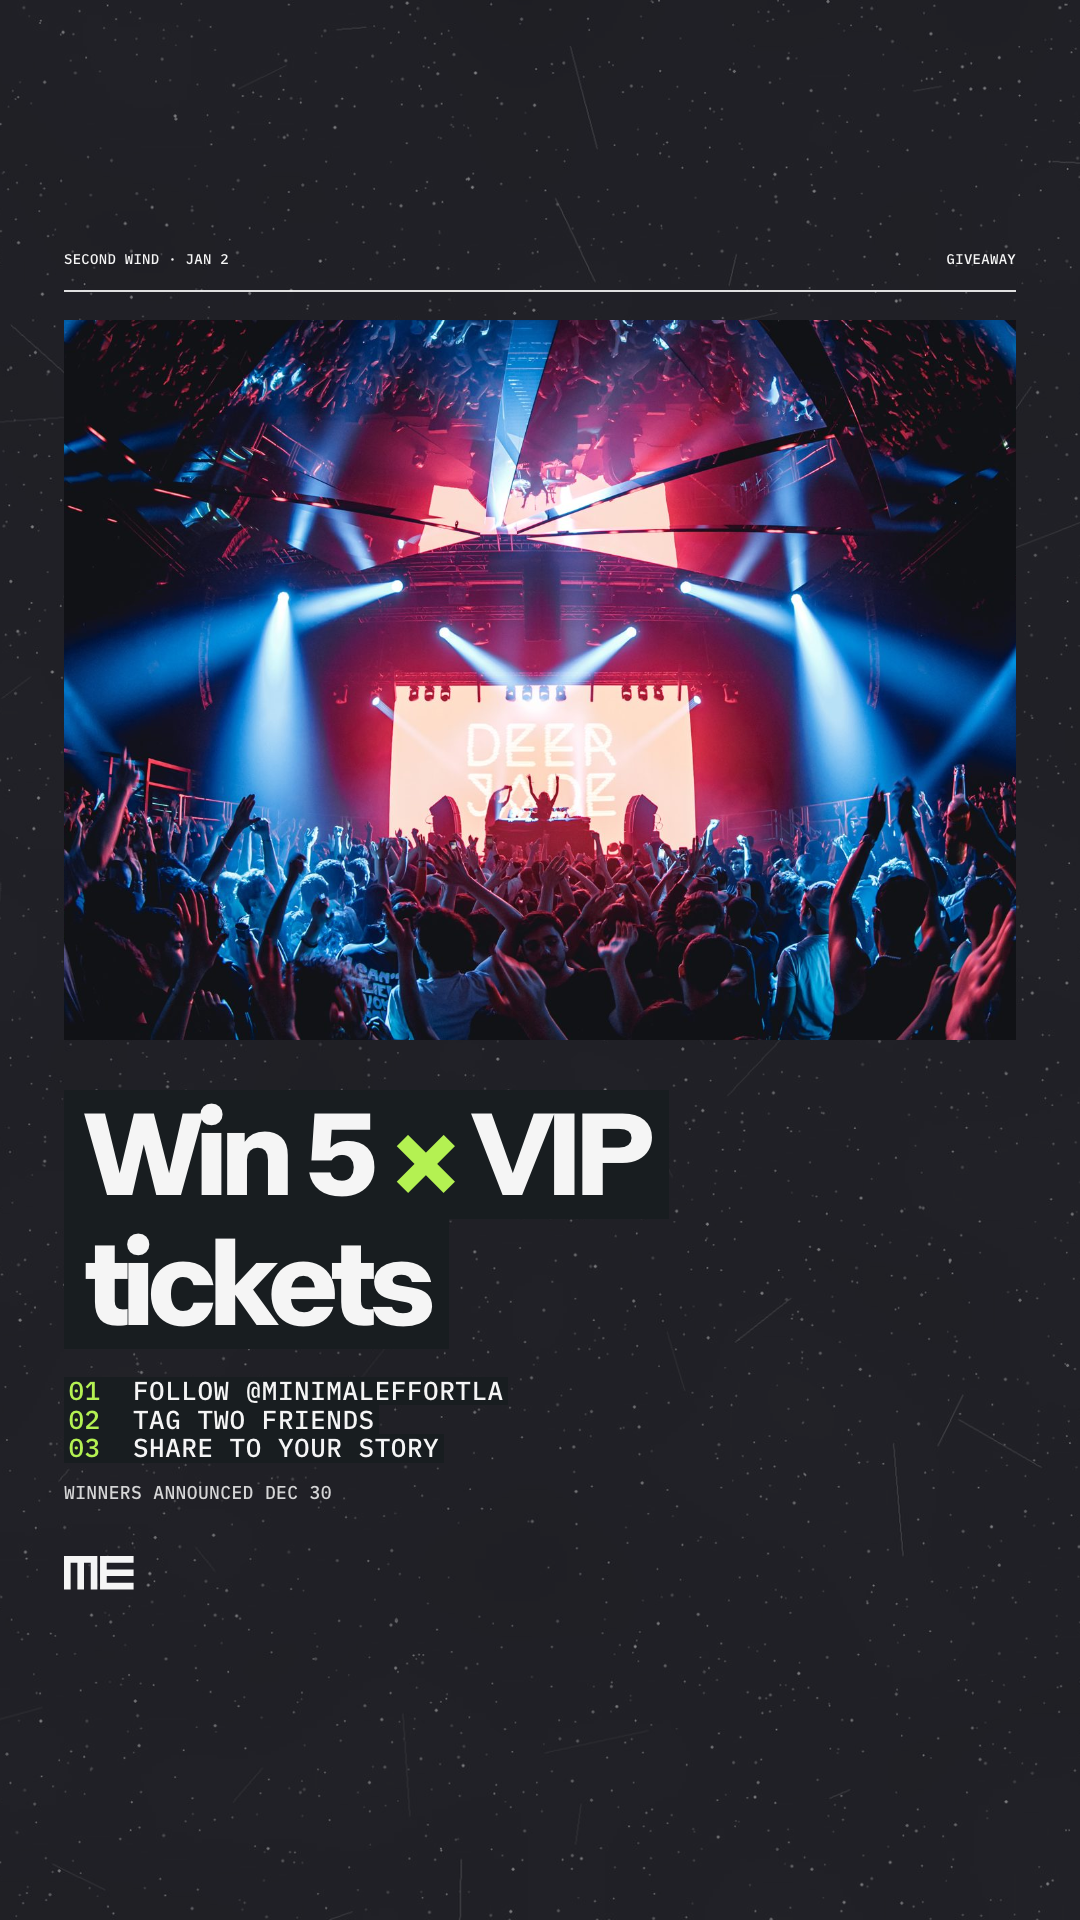 SECOND WIND · JAN 2
GIVEAWAY
DEER
JADE
Win 5 × VIP
tickets
01 FOLLOW @MINIMALEFFORTLA
02 TAG TWO FRIENDS
03 SHARE TO YOUR STORY
WINNERS ANNOUNCED DEC 30
ME